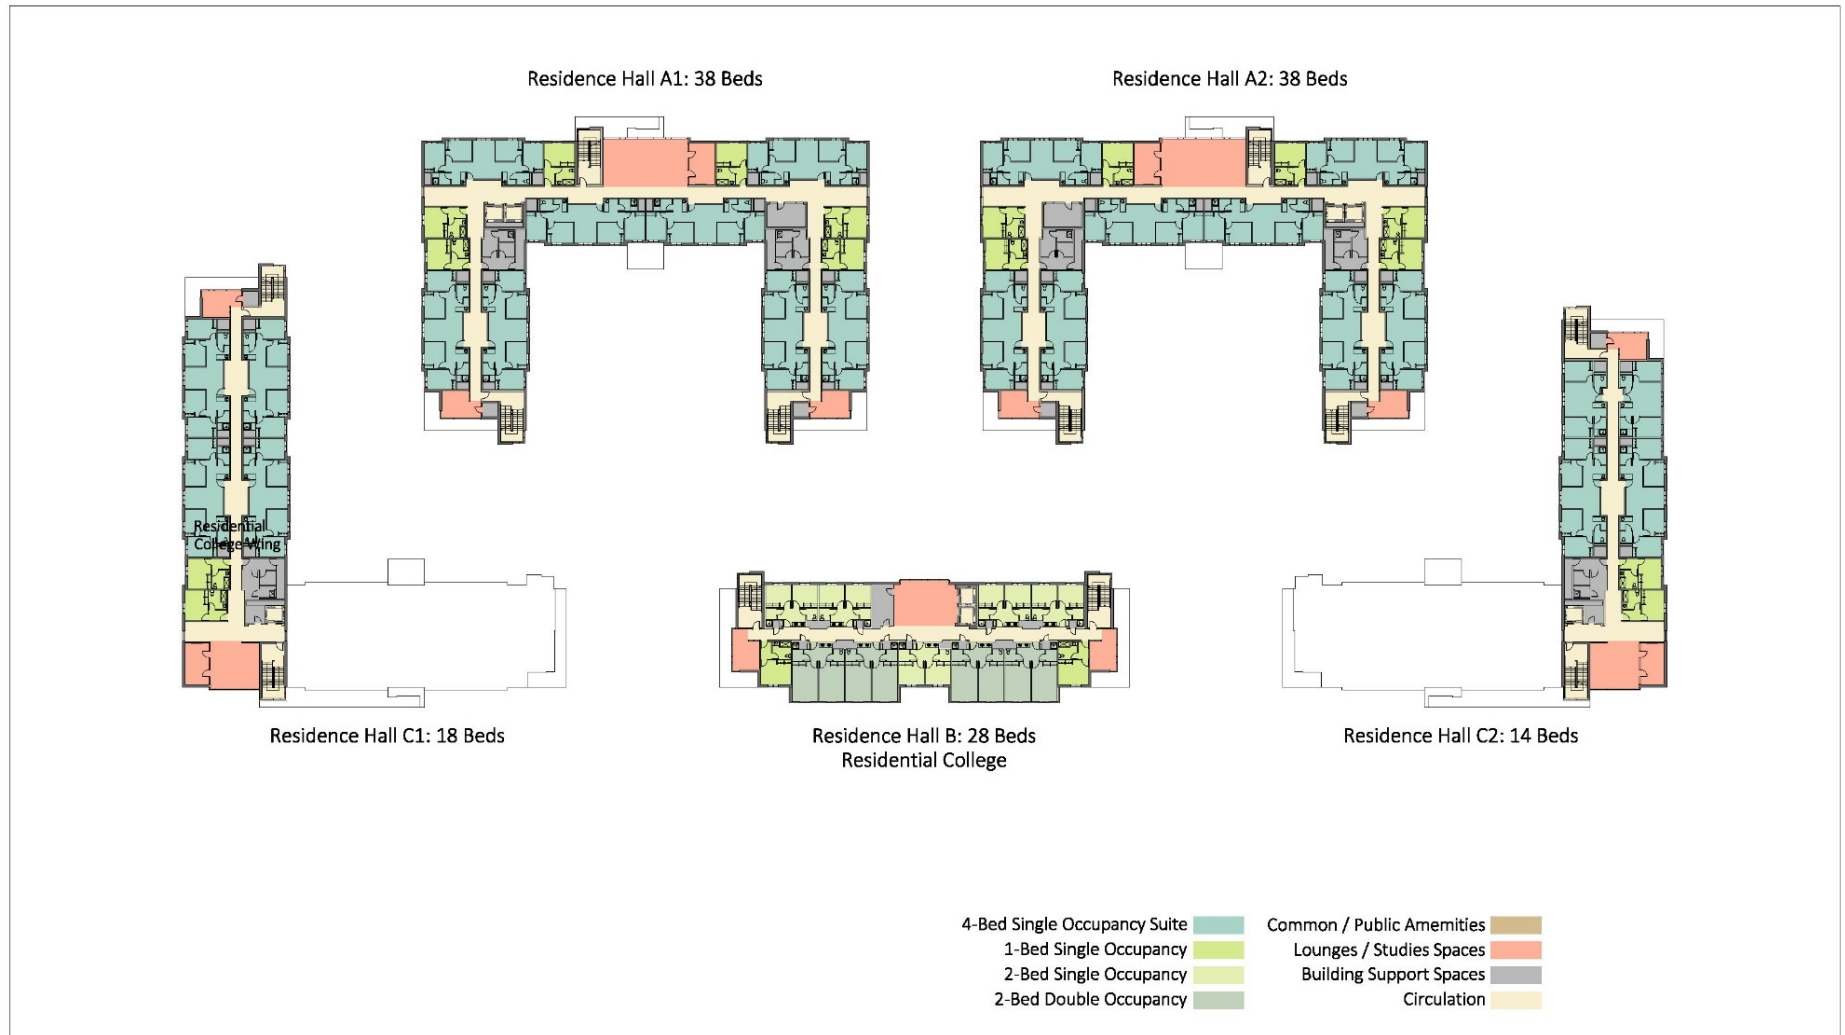 Residence Hall A1: 38 Beds
Residence Hall A2: 38 Beds
Residential
College Wing
Residence Hall C1: 18 Beds
Residence Hall B: 28 Beds
Residential College
Residence Hall C2: 14 Beds
4-Bed Single Occupancy Suite
1-Bed Single Occupancy
2-Bed Single Occupancy
2-Bed Double Occupancy
Common / Public Amemities
Lounges / Studies Spaces
Building Support Spaces
Circulation